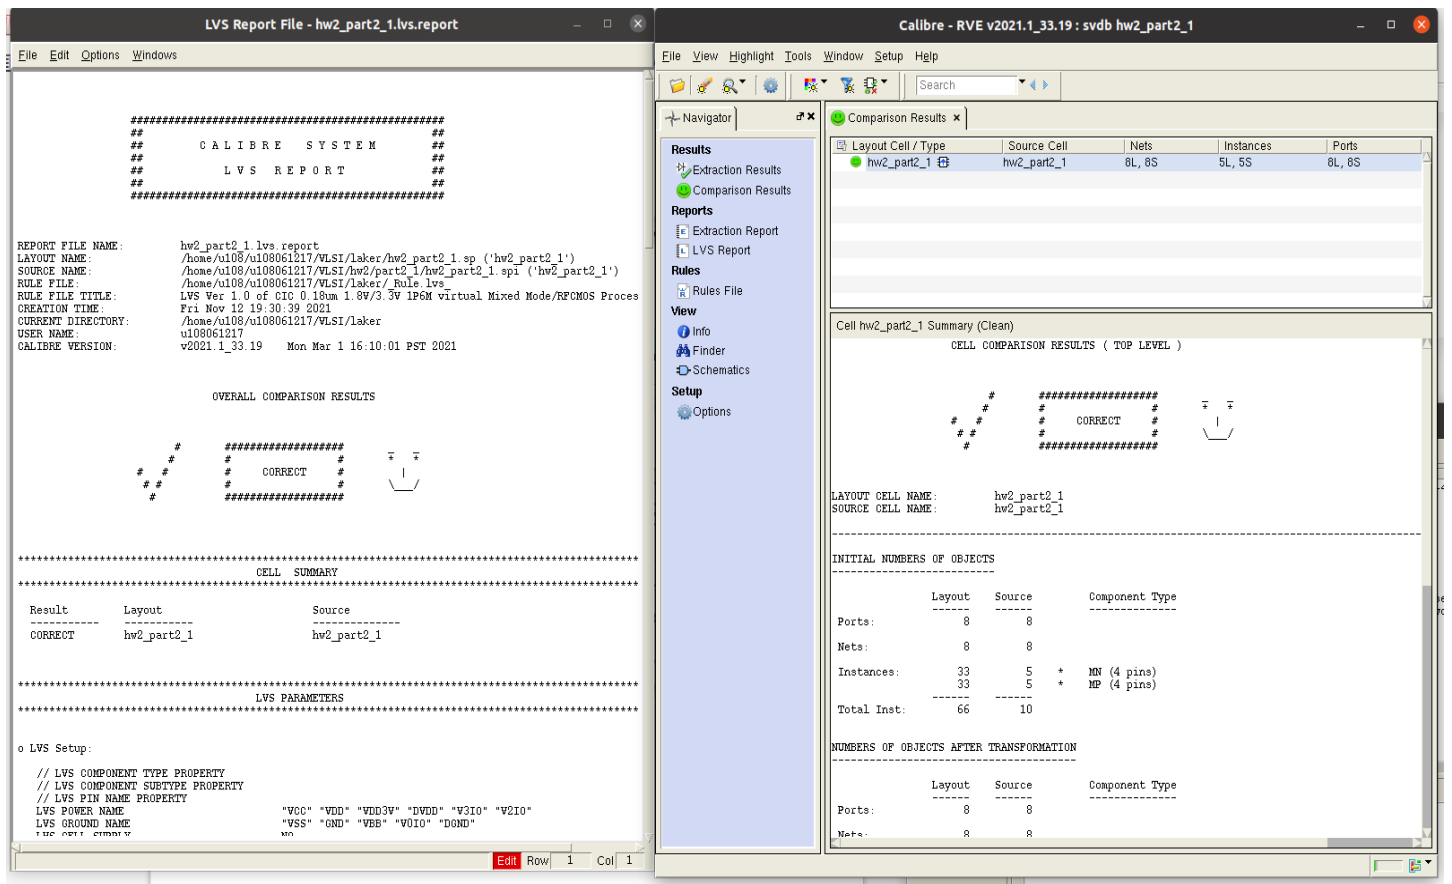 LVS Report File - hw2_part2_1.lvs.report
File Edit Options Windows
##################################################
## ##
## C A L I B R E S Y S T E M ##
## ##
## L V S R E P O R T ##
## ##
##################################################
REPORT FILE NAME: hw2_part2_1.lvs.report
LAYOUT NAME: /home/u108/u108061217/VLSI/laker/hw2_part2_1.sp ('hw2_part2_1')
SOURCE NAME: /home/u108/u108061217/VLSI/hw2/part_1/hw2_part2_1.spi ('hw2_part2_1')
RULE FILE: /home/u108/u108061217/VLSI/laker/_Rule.lvs_
RULE FILE TITLE: LVS Ver 1.0 of CIC 0.18um 1.8V/3.3V 1P6M virtual Mixed Mode/RFCMOS Proces
CREATION TIME: Fri Nov 12 19:30:39 2021
CURRENT DIRECTORY: /home/u108/u108061217/VLSI/laker
USER NAME: u108061217
CALIBRE VERSION: v2021.1_33.19 Mon Mar 1 16:10:01 PST 2021
OVERALL COMPARISON RESULTS
# ################### _ _
# # # * *
# # # CORRECT # |
# # # # \___/
# ###################
CELL SUMMARY
Result Layout Source
----------- ----------- --------------
CORRECT hw2_part2_1 hw2_part2_1
LVS PARAMETERS
o LVS Setup:
// LVS COMPONENT TYPE PROPERTY
// LVS COMPONENT SUBTYPE PROPERTY
// LVS PIN NAME PROPERTY
LVS POWER NAME "VCC" "VDD" "VDD3V" "DVDD" "V3IO" "V2IO"
LVS GROUND NAME "VSS" "GND" "VBB" "V0IO" "DGND"
LVS CELL SUPPLY NO
Edit Row 1 Col 1
Calibre - RVE v2021.1_33.19 : svdb hw2_part2_1
File View Highlight Tools Window Setup Help
Search
Navigator
Results
Extraction Results
Comparison Results
Reports
Extraction Report
LVS Report
Rules
Rules File
View
Info
Finder
Schematics
Setup
Options
Comparison Results
Layout Cell / Type Source Cell Nets Instances Ports
hw2_part2_1 hw2_part2_1 8L, 8S 5L, 5S 8L, 8S
Cell hw2_part2_1 Summary (Clean)
CELL COMPARISON RESULTS ( TOP LEVEL )
# ################### _ _
# # # * *
# # # CORRECT # |
# # # # \___/
# ###################
LAYOUT CELL NAME: hw2_part2_1
SOURCE CELL NAME: hw2_part2_1
INITIAL NUMBERS OF OBJECTS
Layout Source Component Type
------ ------ --------------
Ports: 8 8
Nets: 8 8
Instances: 33 5 * MN (4 pins)
33 5 * MP (4 pins)
------ ------
Total Inst: 66 10
NUMBERS OF OBJECTS AFTER TRANSFORMATION
Layout Source Component Type
------ ------ --------------
Ports: 8 8
Nets: 8 8